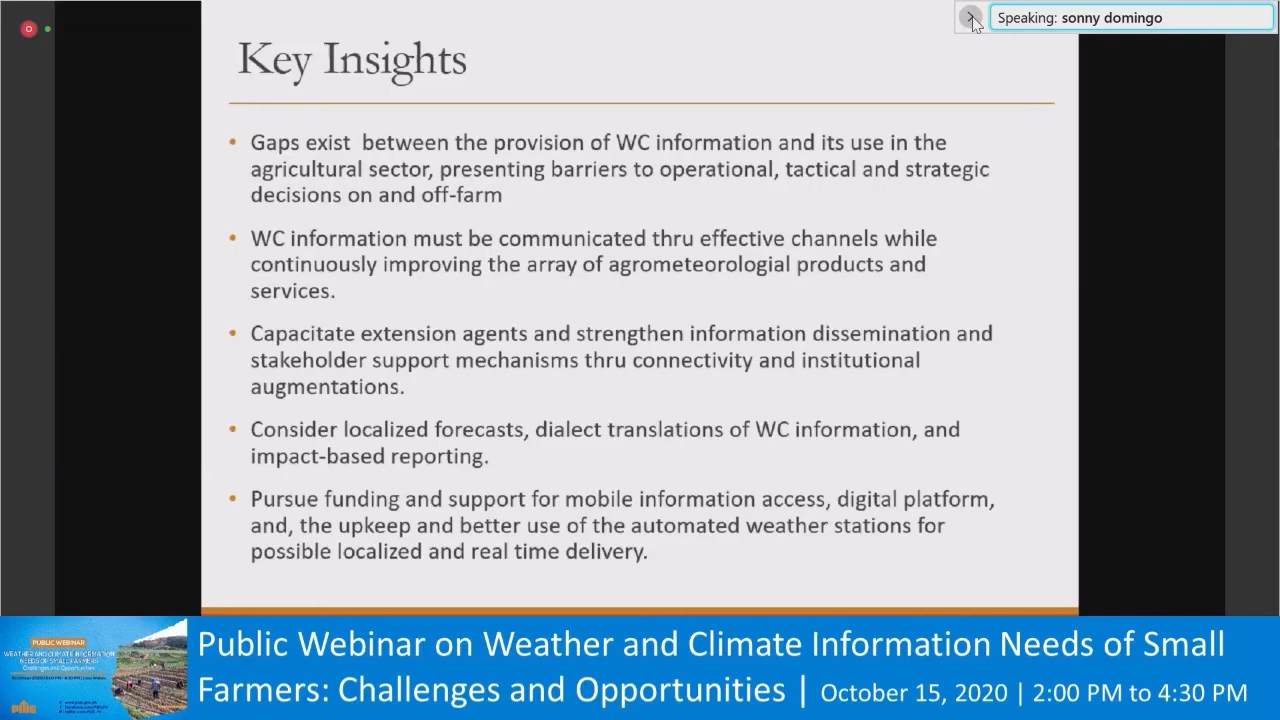 Speaking: sonny domingo
Key Insights
• Gaps exist between the provision of WC information and its use in the
agricultural sector, presenting barriers to operational, tactical and strategic
decisions on and off-farm
• WC information must be communicated thru effective channels while
continuously improving the array of agrometeorologial products and
services.
• Capacitate extension agents and strengthen information dissemination and
stakeholder support mechanisms thru connectivity and institutional
augmentations.
• Consider localized forecasts, dialect translations of WC information, and
impact-based reporting.
• Pursue funding and support for mobile information access, digital platform,
and, the upkeep and better use of the automated weather stations for
possible localized and real time delivery.
PUBLIC WEBINAR
WEATHER AND CLIMATE INFORMATION
NEEDS OF SMALL FARMERS:
Challenges and Opportunities
Public Webinar on Weather and Climate Information Needs of Small
Farmers: Challenges and Opportunities | October 15, 2020 | 2:00 PM to 4:30 PM